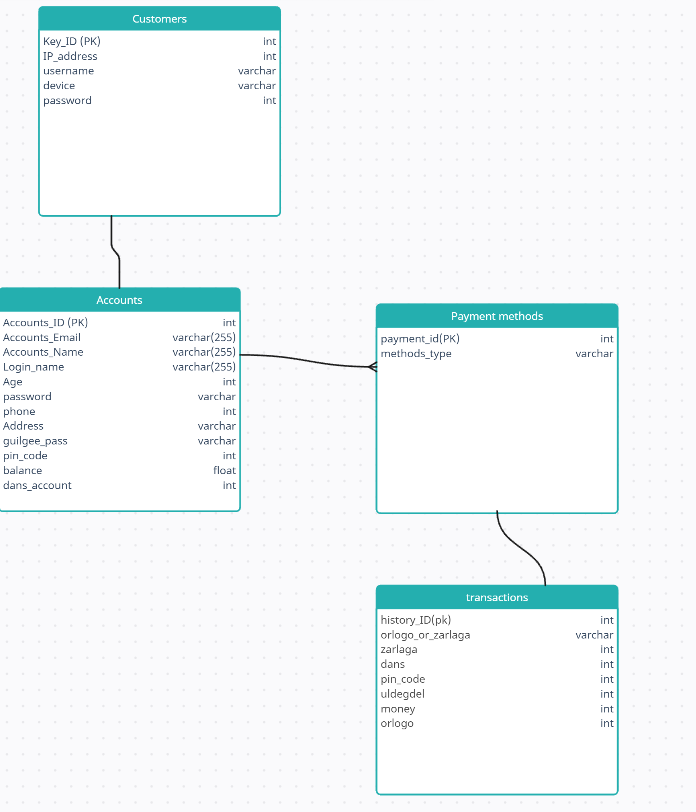 Customers
Key_ID (PK) int
IP_address int
username varchar
device varchar
password int
Accounts
Accounts_ID (PK) int
Accounts_Email varchar(255)
Accounts_Name varchar(255)
Login_name varchar(255)
Age int
password varchar
phone int
Address varchar
guilgee_pass varchar
pin_code int
balance float
dans_account int
Payment methods
payment_id(PK) int
methods_type varchar
transactions
history_ID(pk) int
orlogo_or_zarlaga varchar
zarlaga int
dans int
pin_code int
uldegdel int
money int
orlogo int